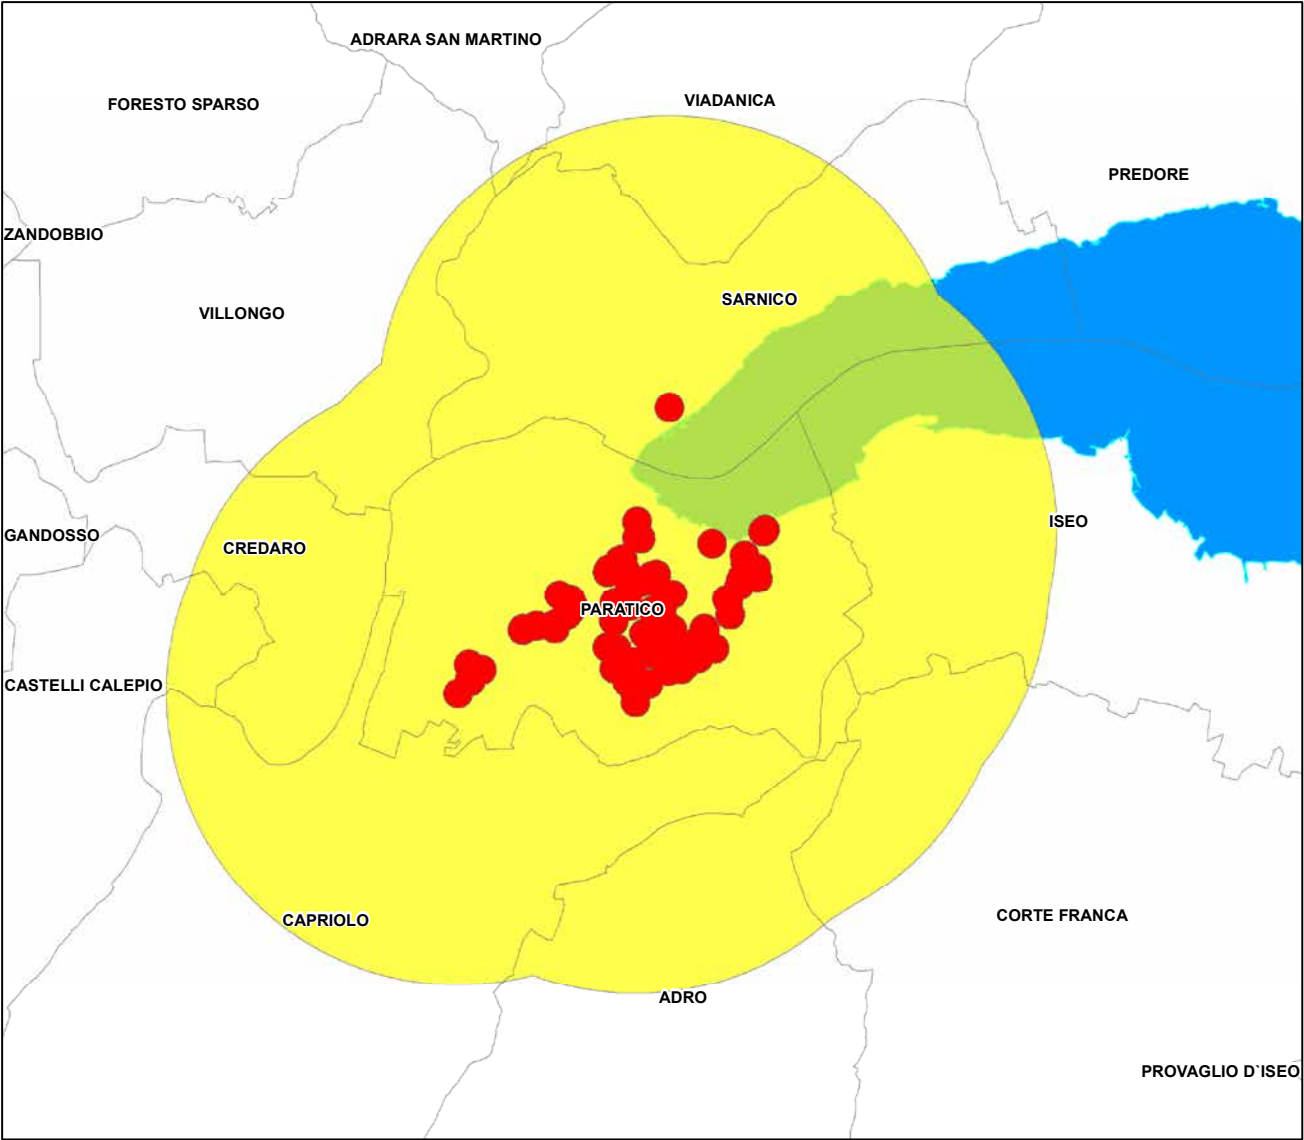 ADRARA SAN MARTINO
FORESTO SPARSO
VIADANICA
PREDORE
ZANDOBBIO
SARNICO
VILLONGO
ISEO
GANDOSSO
CREDARO
PARATICO
CASTELLI CALEPIO
CORTE FRANCA
CAPRIOLO
ADRO
PROVAGLIO D`ISEO